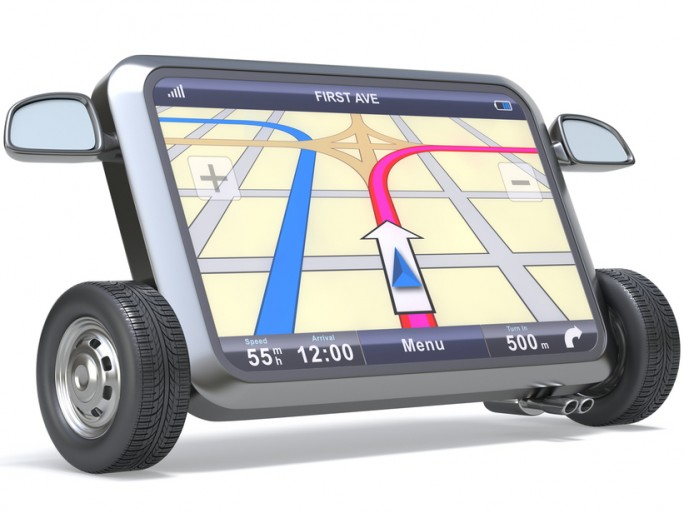 FIRST AVE
+
-
Speed
55 m/h
Arrival
12:00
Menu
Turn In
500 m